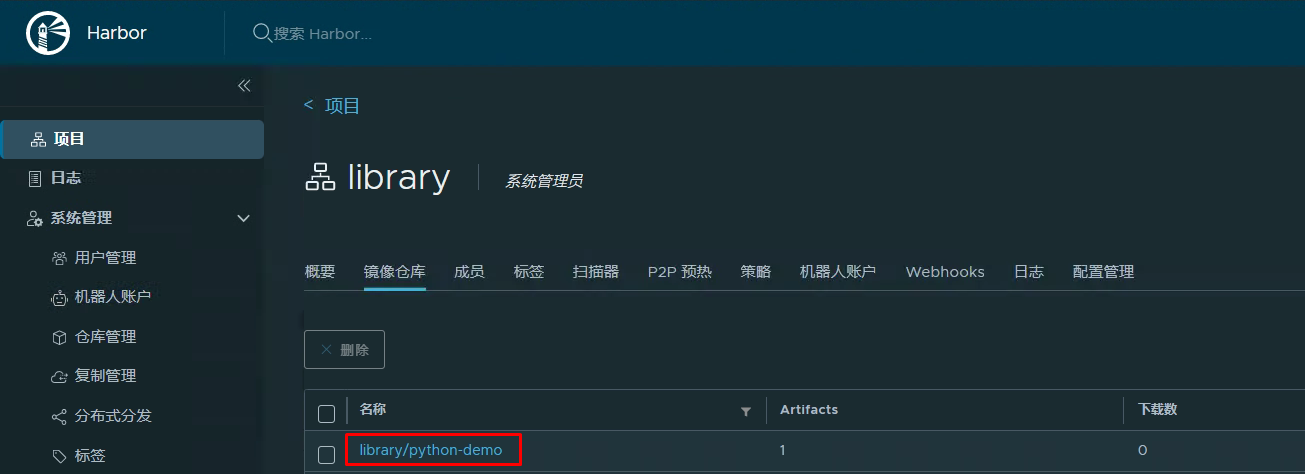 Harbor
搜索 Harbor...
项目
日志
系统管理
用户管理
机器人账户
仓库管理
复制管理
分布式分发
标签
< 项目
library
系统管理员
概要 镜像仓库 成员 标签 扫描器 P2P 预热 策略 机器人账户 Webhooks 日志 配置管理
删除
名称 Artifacts 下载数
library/python-demo 1 0